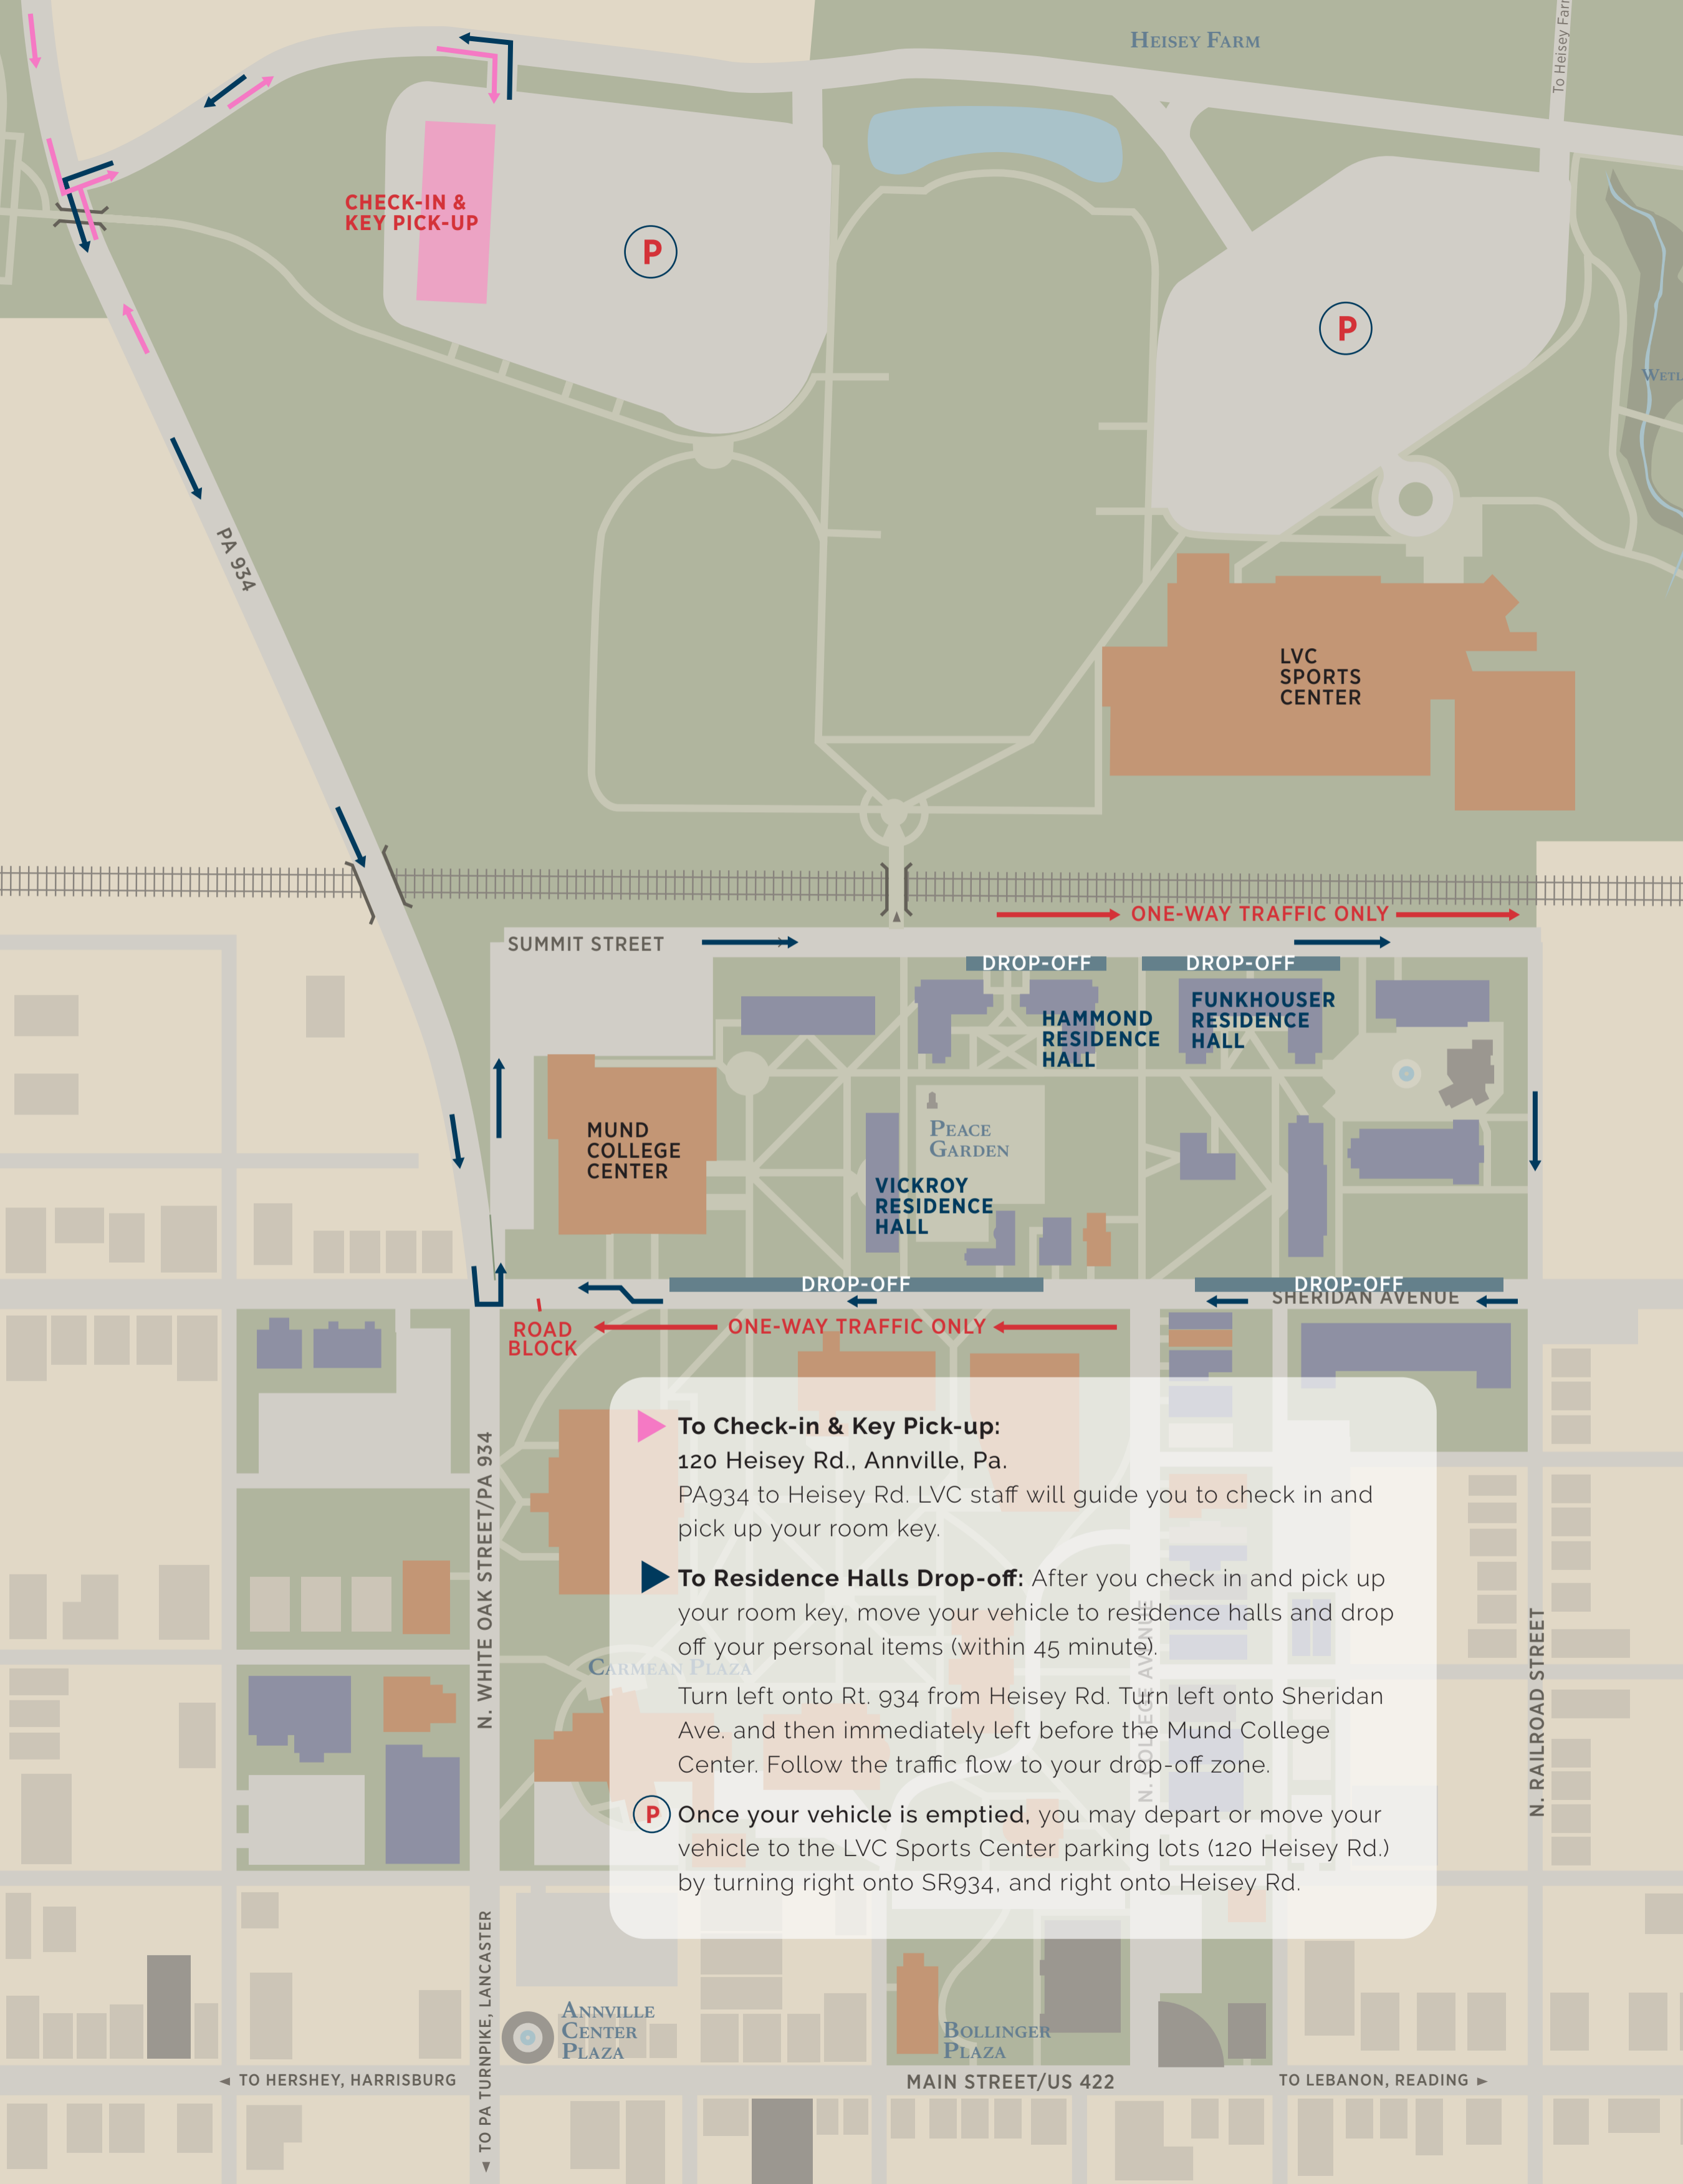 HEISEY FARM
To Heisey Farm
CHECK-IN &
KEY PICK-UP
P
P
PA 934
LVC
SPORTS
CENTER
ONE-WAY TRAFFIC ONLY
SUMMIT STREET
DROP-OFF
DROP-OFF
HAMMOND
RESIDENCE
HALL
FUNKHOUSER
RESIDENCE
HALL
MUND
COLLEGE
CENTER
PEACE
GARDEN
VICKROY
RESIDENCE
HALL
DROP-OFF
DROP-OFF
SHERIDAN AVENUE
ROAD
BLOCK
ONE-WAY TRAFFIC ONLY
To Check-in & Key Pick-up:
120 Heisey Rd., Annville, Pa.
PA934 to Heisey Rd. LVC staff will guide you to check in and
pick up your room key.
To Residence Halls Drop-off: After you check in and pick up
your room key, move your vehicle to residence halls and drop
off your personal items (within 45 minute).
Turn left onto Rt. 934 from Heisey Rd. Turn left onto Sheridan
Ave. and then immediately left before the Mund College
Center. Follow the traffic flow to your drop-off zone.
P
Once your vehicle is emptied, you may depart or move your
vehicle to the LVC Sports Center parking lots (120 Heisey Rd.)
by turning right onto SR934, and right onto Heisey Rd.
N. WHITE OAK STREET/PA 934
CARMEAN PLAZA
N. COLLEGE AVENUE
N. RAILROAD STREET
TO PA TURNPIKE, LANCASTER
ANNVILLE
CENTER
PLAZA
BOLLINGER
PLAZA
TO HERSHEY, HARRISBURG
MAIN STREET/US 422
TO LEBANON, READING